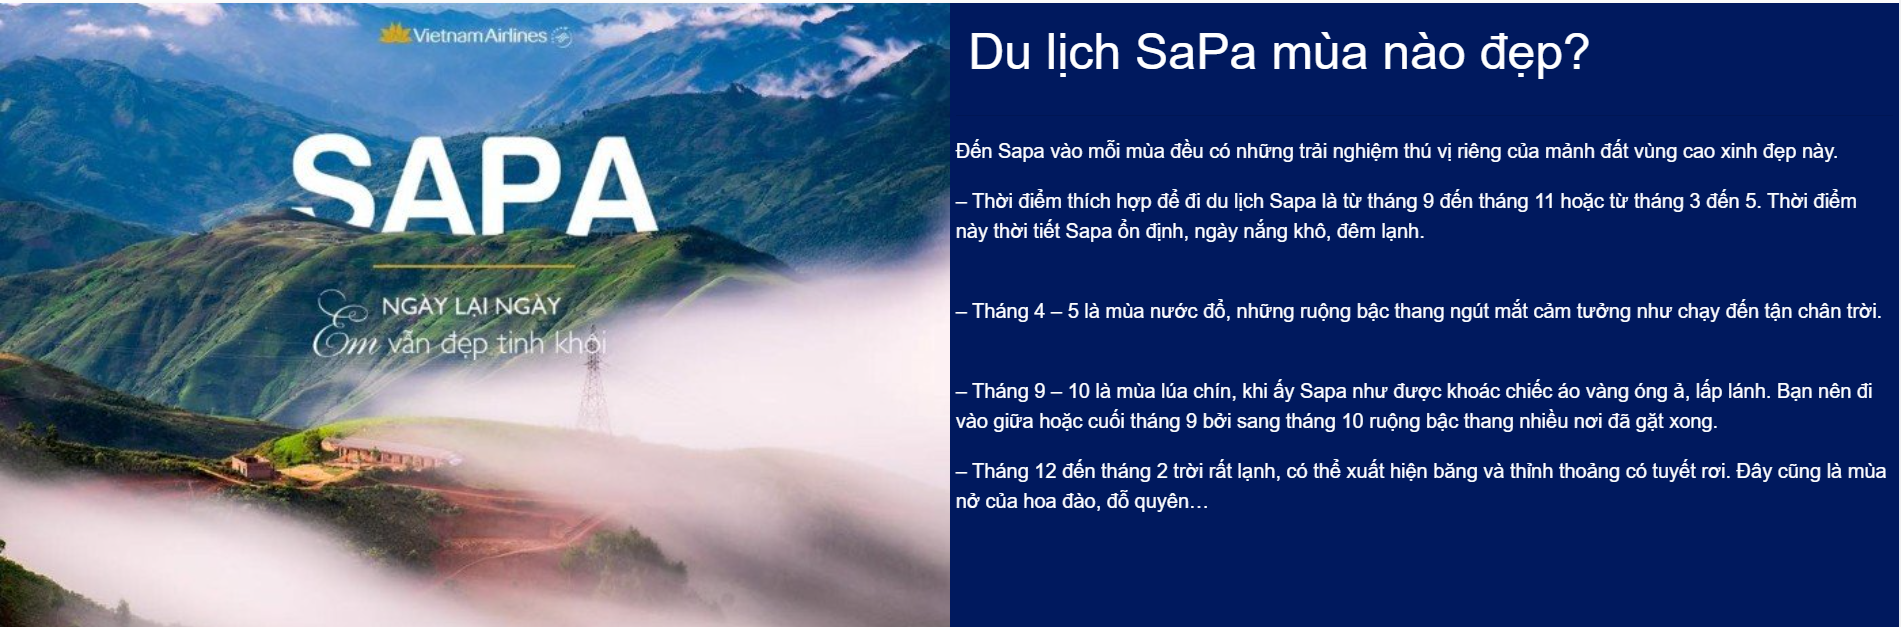 Vietnam Airlines
SAPA
NGÀY LẠI NGÀY
Em vẫn đẹp tinh khôi
Du lịch SaPa mùa nào đẹp?
Đến Sapa vào mỗi mùa đều có những trải nghiệm thú vị riêng của mảnh đất vùng cao xinh đẹp này.
– Thời điểm thích hợp để đi du lịch Sapa là từ tháng 9 đến tháng 11 hoặc từ tháng 3 đến 5. Thời điểm
này thời tiết Sapa ổn định, ngày nắng khô, đêm lạnh.
– Tháng 4 – 5 là mùa nước đổ, những ruộng bậc thang ngút mắt cảm tưởng như chạy đến tận chân trời.
– Tháng 9 – 10 là mùa lúa chín, khi ấy Sapa như được khoác chiếc áo vàng óng ả, lấp lánh. Bạn nên đi
vào giữa hoặc cuối tháng 9 bởi sang tháng 10 ruộng bậc thang nhiều nơi đã gặt xong.
– Tháng 12 đến tháng 2 trời rất lạnh, có thể xuất hiện băng và thỉnh thoảng có tuyết rơi. Đây cũng là mùa
nở của hoa đào, đỗ quyên…